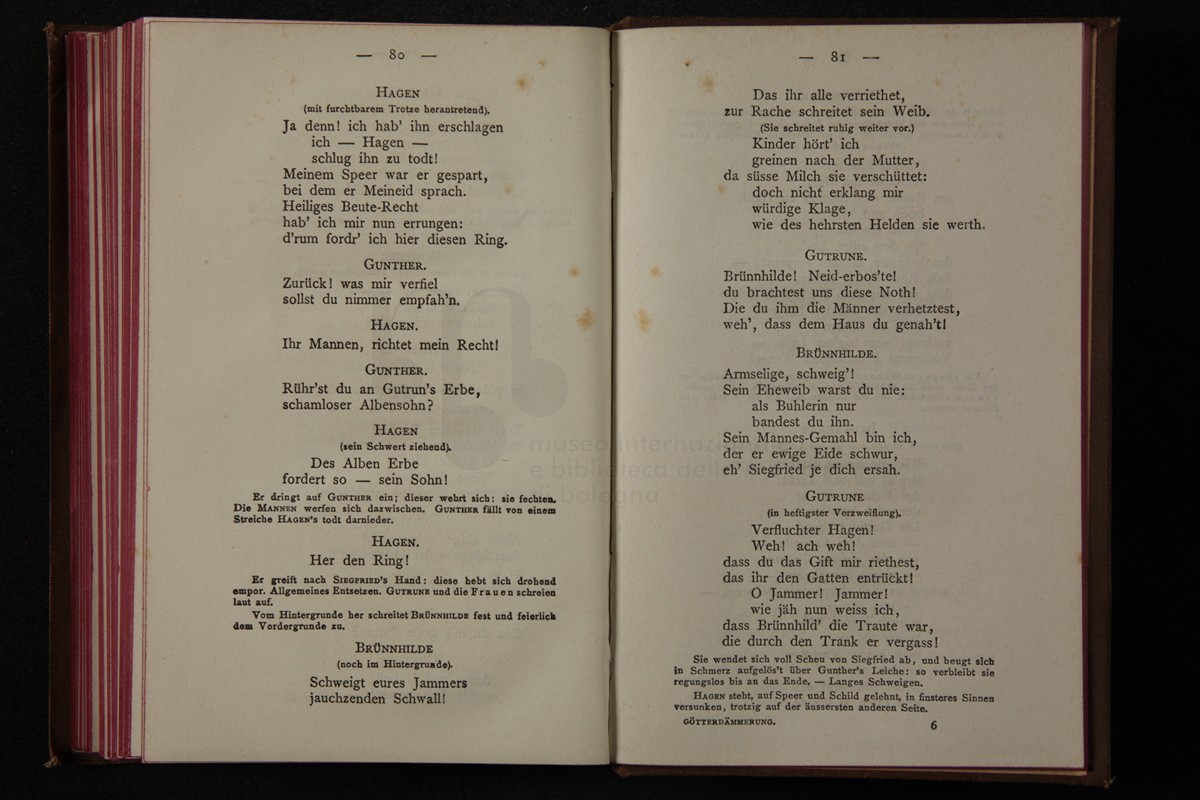 — 80 —
HAGEN
(mit furchtbarem Trotze herantretend).
Ja denn! ich hab' ihn erschlagen
ich — Hagen —
schlug ihn zu todt!
Meinem Speer war er gespart,
bei dem er Meineid sprach.
Heiliges Beute-Recht
hab' ich mir nun errungen:
d'rum fordr' ich hier diesen Ring.
GUNTHER.
Zurück! was mir verfiel
sollst du nimmer empfah'n.
HAGEN.
Ihr Mannen, richtet mein Recht!
GUNTHER.
Rühr'st du an Gutrun's Erbe,
schamloser Albensohn?
HAGEN
(sein Schwert ziehend).
Des Alben Erbe
fordert so — sein Sohn!
Er dringt auf GUNTHER ein; dieser wehrt sich: sie fechten.
Die MANNEN werfen sich dazwischen. GUNTHER fällt von einem
Streiche HAGEN's todt darnieder.
HAGEN.
Her den Ring!
Er greift nach SIEGFRIED's Hand: diese hebt sich drohend
empor. Allgemeines Entsetzen. GUTRUNE und die Frauen schreien
laut auf.
Vom Hintergrunde her schreitet BRÜNNHILDE fest und feierlich
dem Vordergrunde zu.
BRÜNNHILDE
(noch im Hintergrunde).
Schweigt eures Jammers
jauchzenden Schwall!
— 81 —
Das ihr alle verriethet,
zur Rache schreitet sein Weib.
(Sie schreitet ruhig weiter vor.)
Kinder hört' ich
greinen nach der Mutter,
da süsse Milch sie verschüttet:
doch nicht erklang mir
würdige Klage,
wie des hehrsten Helden sie werth.
GUTRUNE.
Brünnhilde! Neid-erbos'te!
du brachtest uns diese Noth!
Die du ihm die Männer verhetztest,
weh', dass dem Haus du genah't!
BRÜNNHILDE.
Armselige, schweig'!
Sein Eheweib warst du nie:
als Buhlerin nur
bandest du ihn.
Sein Mannes-Gemahl bin ich,
der er ewige Eide schwur,
eh' Siegfried je dich ersah.
GUTRUNE
(in heftigster Verzweiflung).
Verfluchter Hagen!
Weh! ach weh!
dass du das Gift mir riethest,
das ihr den Gatten entrückt!
O Jammer! Jammer!
wie jäh nun weiss ich,
dass Brünnhild' die Traute war,
die durch den Trank er vergass!
Sie wendet sich voll Scheu von Siegfried ab, und beugt sich
in Schmerz aufgelös't über Gunther's Leiche: so verbleibt sie
regungslos bis an das Ende. — Langes Schweigen.
HAGEN steht, auf Speer und Schild gelehnt, in finsteres Sinnen
versunken, trotzig auf der äussersten anderen Seite.
GÖTTERDÄMMERUNG. 6
museo
e biblioteca
di bologna